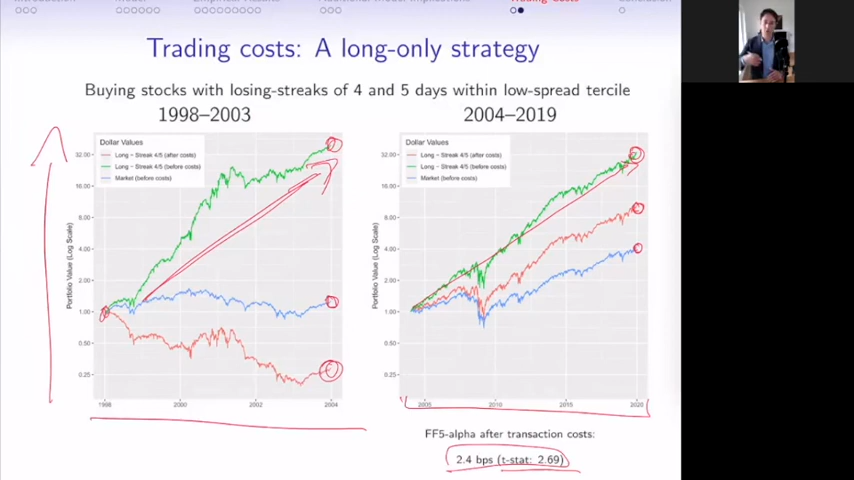 Trading costs: A long-only strategy
Buying stocks with losing-streaks of 4 and 5 days within low-spread tercile
1998–2003
2004–2019
Dollar Values
Long − Streak 4/5 (after costs)
Long − Streak 4/5 (before costs)
Market (before costs)
Portfolio Value (Log Scale)
32.00
16.00
8.00
4.00
2.00
1.00
0.50
0.25
1998
2000
2002
2004
Dollar Values
Long − Streak 4/5 (after costs)
Long − Streak 4/5 (before costs)
Market (before costs)
Portfolio Value (Log Scale)
32.00
16.00
8.00
4.00
2.00
1.00
0.50
0.25
2005
2010
2015
2020
FF5-alpha after transaction costs:
2.4 bps (t-stat: 2.69)